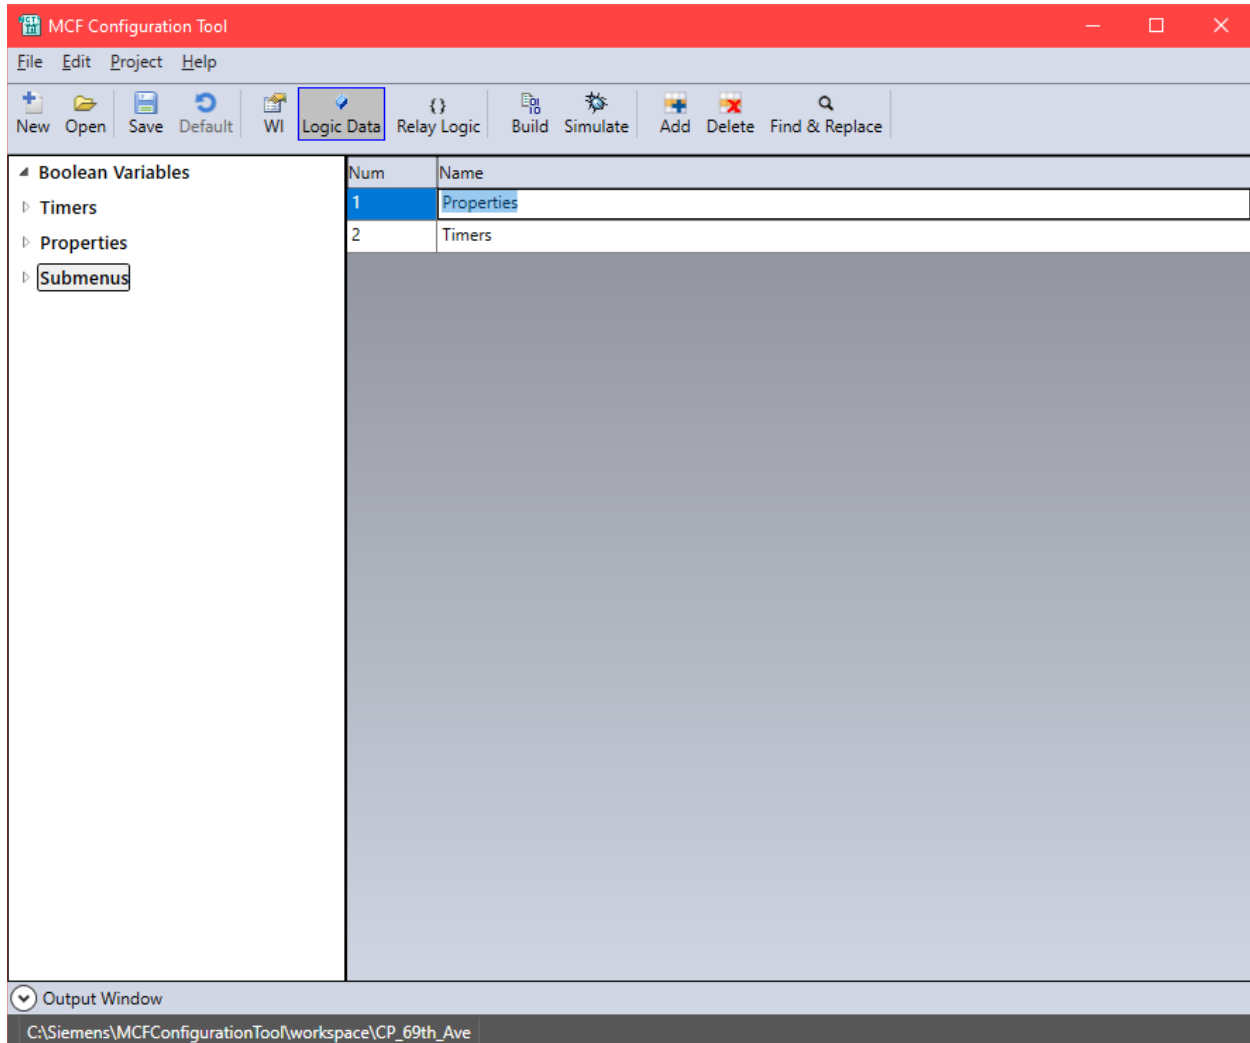 MCF Configuration Tool
File Edit Project Help
New Open Save Default WI Logic Data Relay Logic Build Simulate Add Delete Find & Replace
Boolean Variables
Timers
Properties
Submenus
Num Name
1 Properties
2 Timers
Output Window
C:\Siemens\MCFConfigurationTool\workspace\CP_69th_Ave